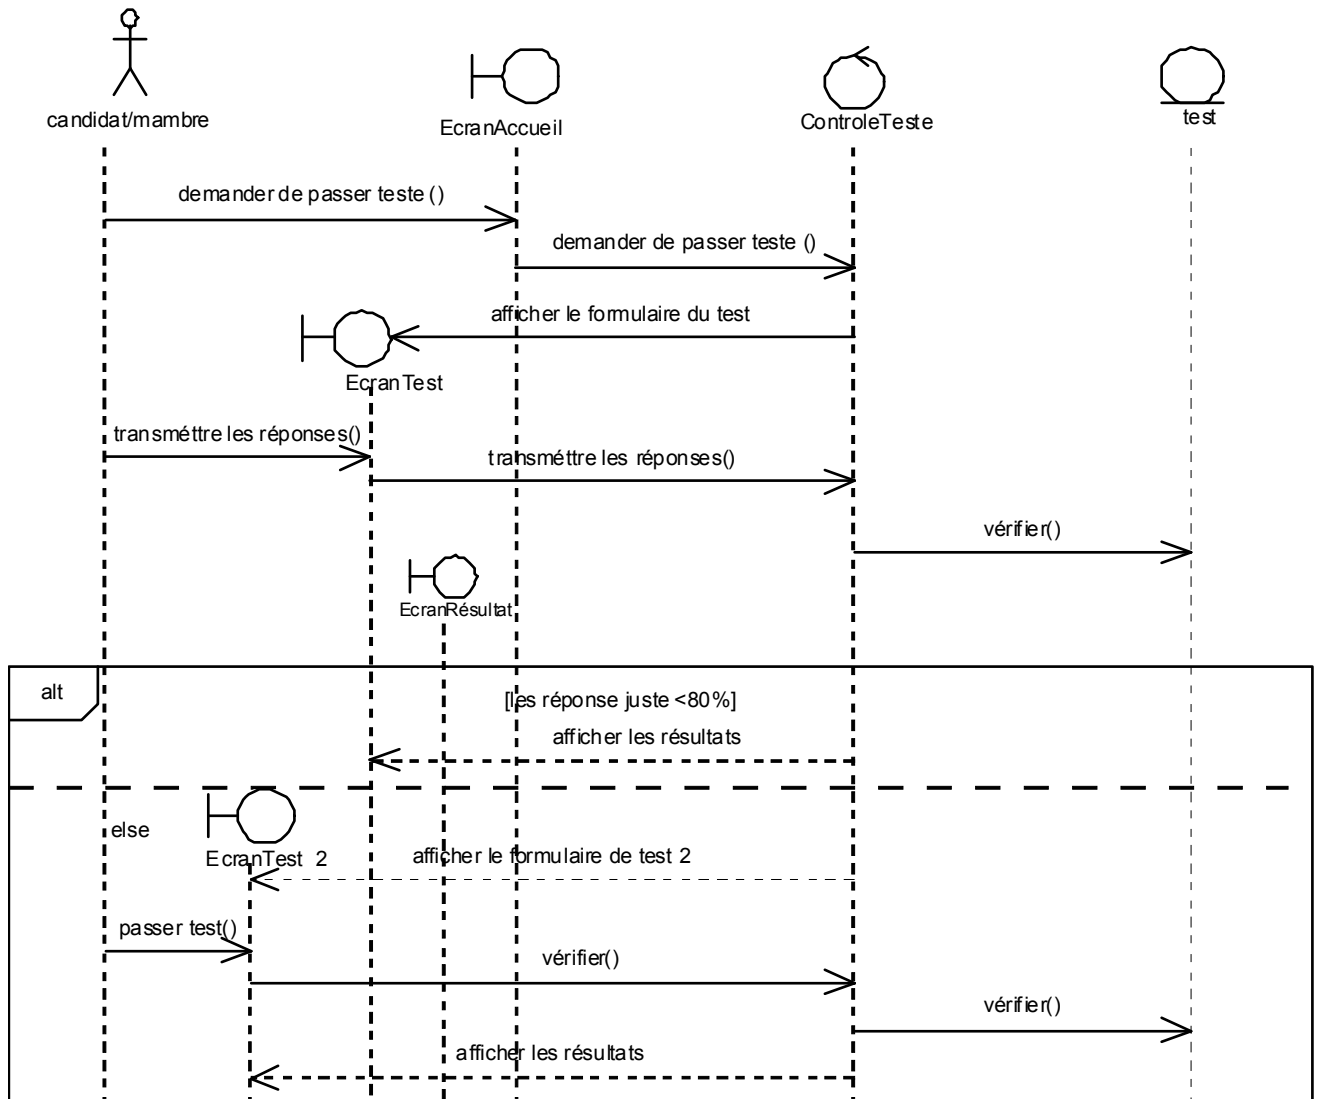 candidat/mambre
EcranAccueil
ControleTeste
test
demander de passer teste ()
demander de passer teste ()
afficher le formulaire du test
EcranTest
transméttre les réponses()
transméttre les réponses()
vérifier()
EcranRésultat
alt
[les réponse juste <80%]
afficher les résultats
else
EcranTest 2
afficher le formulaire de test 2
passer test()
vérifier()
vérifier()
afficher les résultats